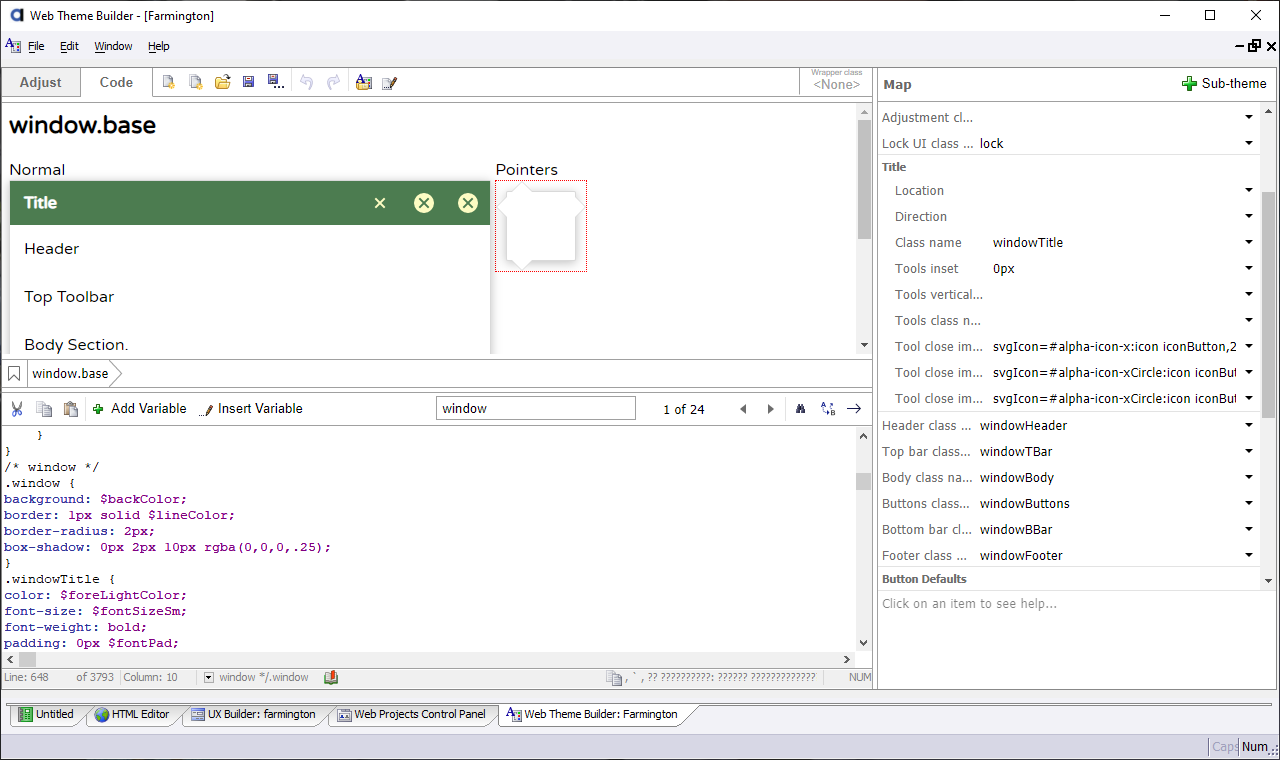 Web Theme Builder - [Farmington]
File Edit Window Help
Adjust Code
Wrapper class
<None>
window.base
Normal
Pointers
Title
Header
Top Toolbar
Body Section.
window.base
Add Variable Insert Variable window 1 of 24
}
}
/* window */
.window {
background: $backColor;
border: 1px solid $lineColor;
border-radius: 2px;
box-shadow: 0px 2px 10px rgba(0,0,0,.25);
}
.windowTitle {
color: $foreLightColor;
font-size: $fontSizeSm;
font-weight: bold;
padding: 0px $fontPad;
Line: 648 of 3793 Column: 10 window */.window , ` , ?? ??????????: ?????? ????????????? NUM
Map Sub-theme
Adjustment cl...
Lock UI class ... lock
Title
Location
Direction
Class name windowTitle
Tools inset 0px
Tools vertical...
Tools class n...
Tool close im... svgIcon=#alpha-icon-x:icon iconButton,2
Tool close im... svgIcon=#alpha-icon-xCircle:icon iconBut
Tool close im... svgIcon=#alpha-icon-xCircle:icon iconBut
Header class ... windowHeader
Top bar class... windowTBar
Body class na... windowBody
Buttons class... windowButtons
Bottom bar cl... windowBBar
Footer class ... windowFooter
Button Defaults
Click on an item to see help...
Untitled HTML Editor UX Builder: farmington Web Projects Control Panel Web Theme Builder: Farmington
Caps Num